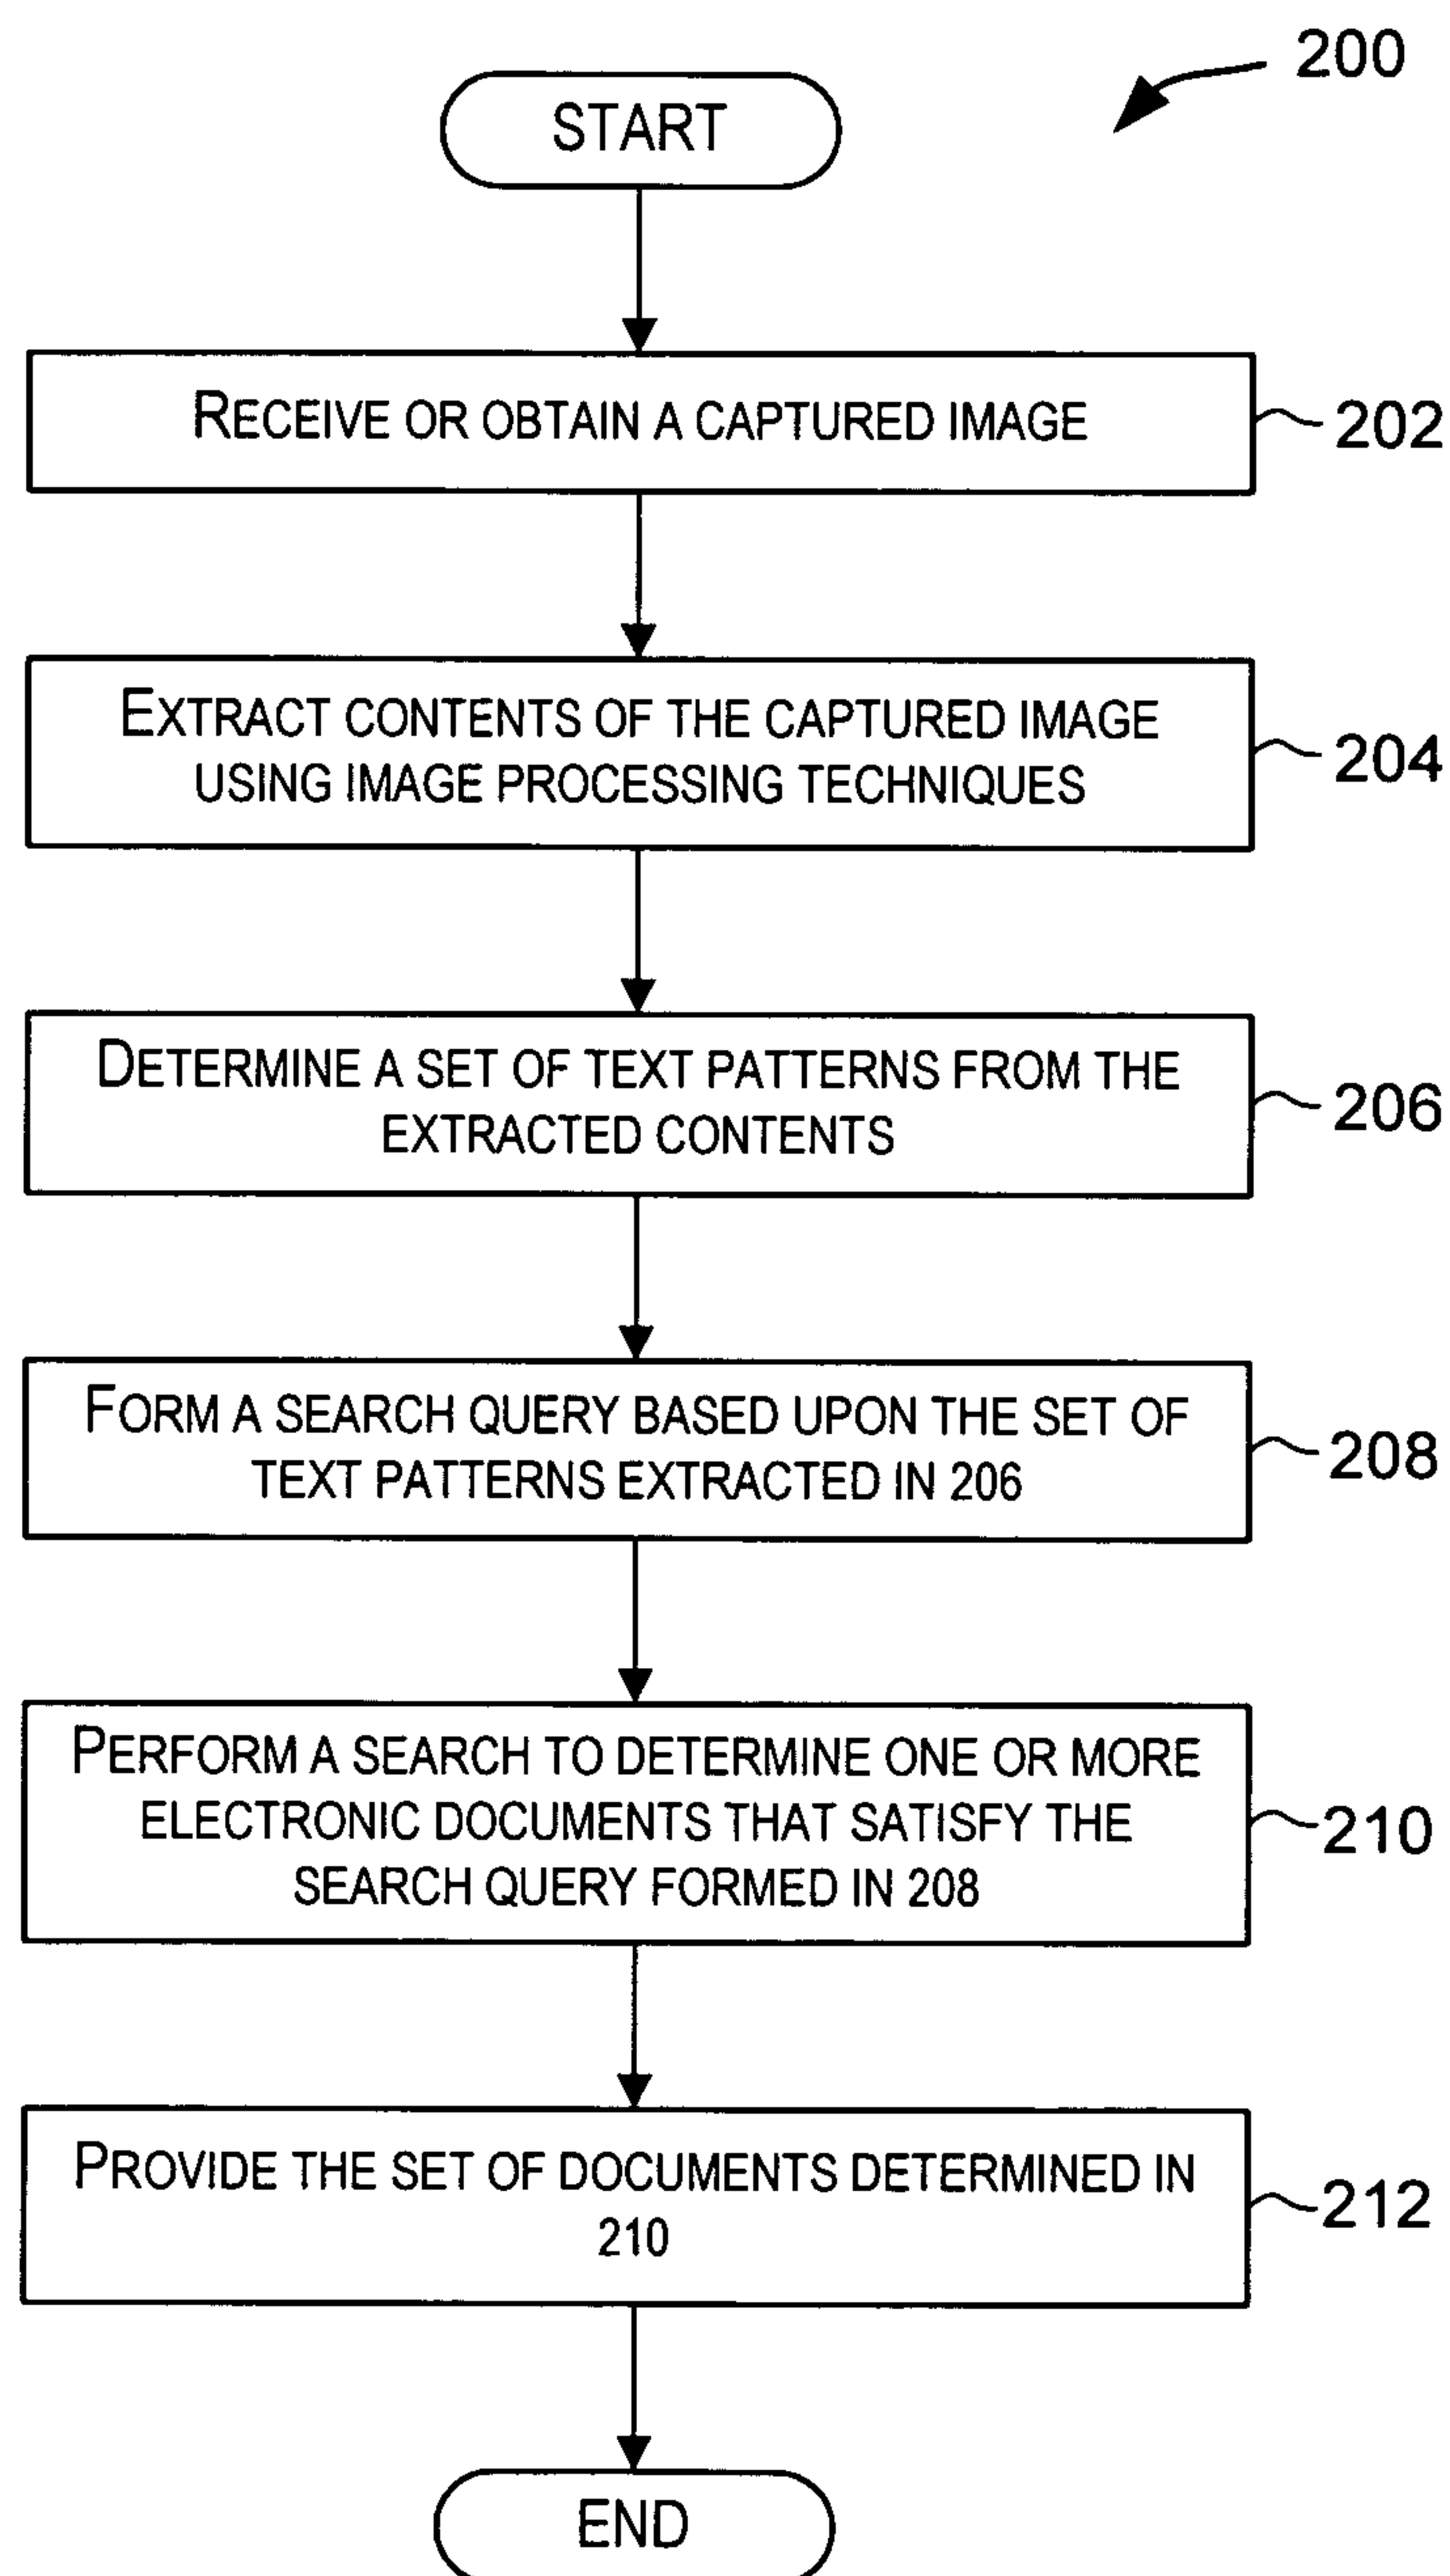 200
START
RECEIVE OR OBTAIN A CAPTURED IMAGE
202
EXTRACT CONTENTS OF THE CAPTURED IMAGE
USING IMAGE PROCESSING TECHNIQUES
204
DETERMINE A SET OF TEXT PATTERNS FROM THE
EXTRACTED CONTENTS
206
FORM A SEARCH QUERY BASED UPON THE SET OF
TEXT PATTERNS EXTRACTED IN 206
208
PERFORM A SEARCH TO DETERMINE ONE OR MORE
ELECTRONIC DOCUMENTS THAT SATISFY THE
SEARCH QUERY FORMED IN 208
210
PROVIDE THE SET OF DOCUMENTS DETERMINED IN
210
212
END